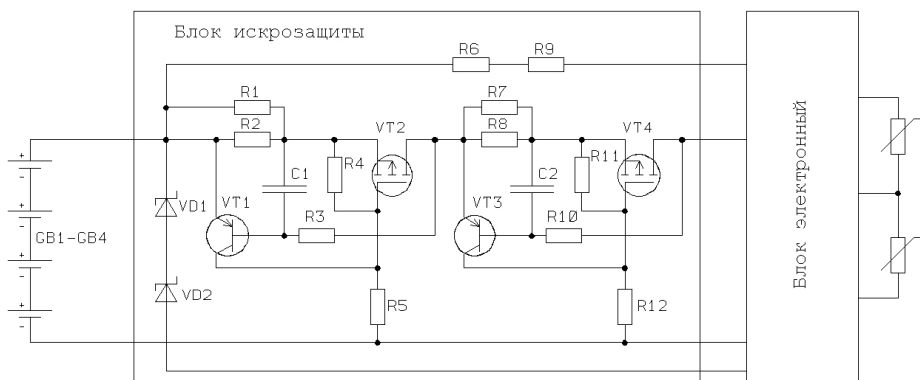 Блок искрозащиты
R6
R9
R1
R7
R2
VT2
R8
VT4
R4
R11
C1
C2
VD1
VT1
R3
VT3
R10
GB1-GB4
VD2
R5
R12
Блок электронный
+
-
+
-
+
-
+
-